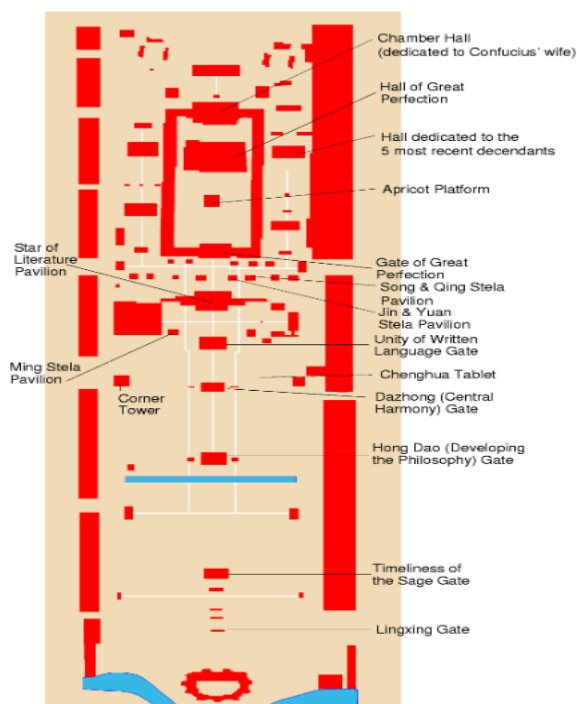 Chamber Hall
(dedicated to Confucius' wife)
Hall of Great
Perfection
Hall dedicated to the
5 most recent decendants
Apricot Platform
Star of
Literature
Pavilion
Gate of Great
Perfection
Song & Qing Stela
Pavilion
Jin & Yuan
Stela Pavilion
Unity of Written
Language Gate
Ming Stela
Pavilion
Chenghua Tablet
Corner
Tower
Dazhong (Central
Harmony) Gate
Hong Dao (Developing
the Philosophy) Gate
Timeliness of
the Sage Gate
Lingxing Gate